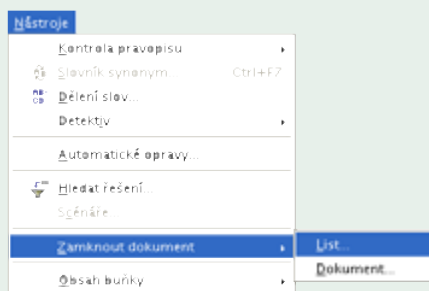 Nástroje
Kontrola pravopisu
Slovník synonym... Ctrl+F7
Dělení slov...
Detektiv
Automatické opravy...
Hledat řešení...
Scénáře...
Zamknout dokument
List...
Dokument...
Obsah buňky